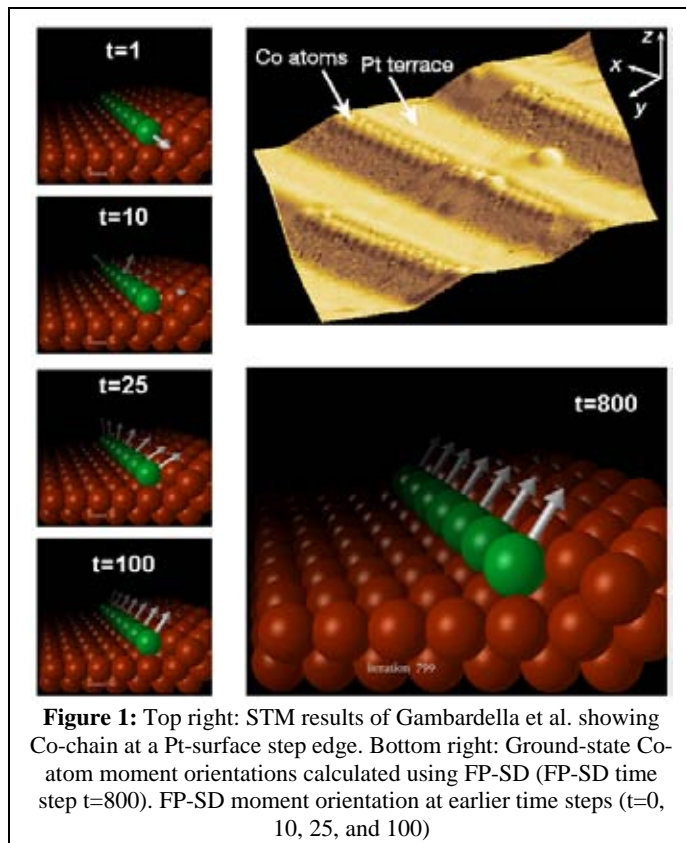 t=1
Co atoms
Pt terrace
z
x
y
t=10
t=25
t=800
t=100
iteration 799
Figure 1: Top right: STM results of Gambardella et al. showing
Co-chain at a Pt-surface step edge. Bottom right: Ground-state Co-
atom moment orientations calculated using FP-SD (FP-SD time
step t=800). FP-SD moment orientation at earlier time steps (t=0,
10, 25, and 100)